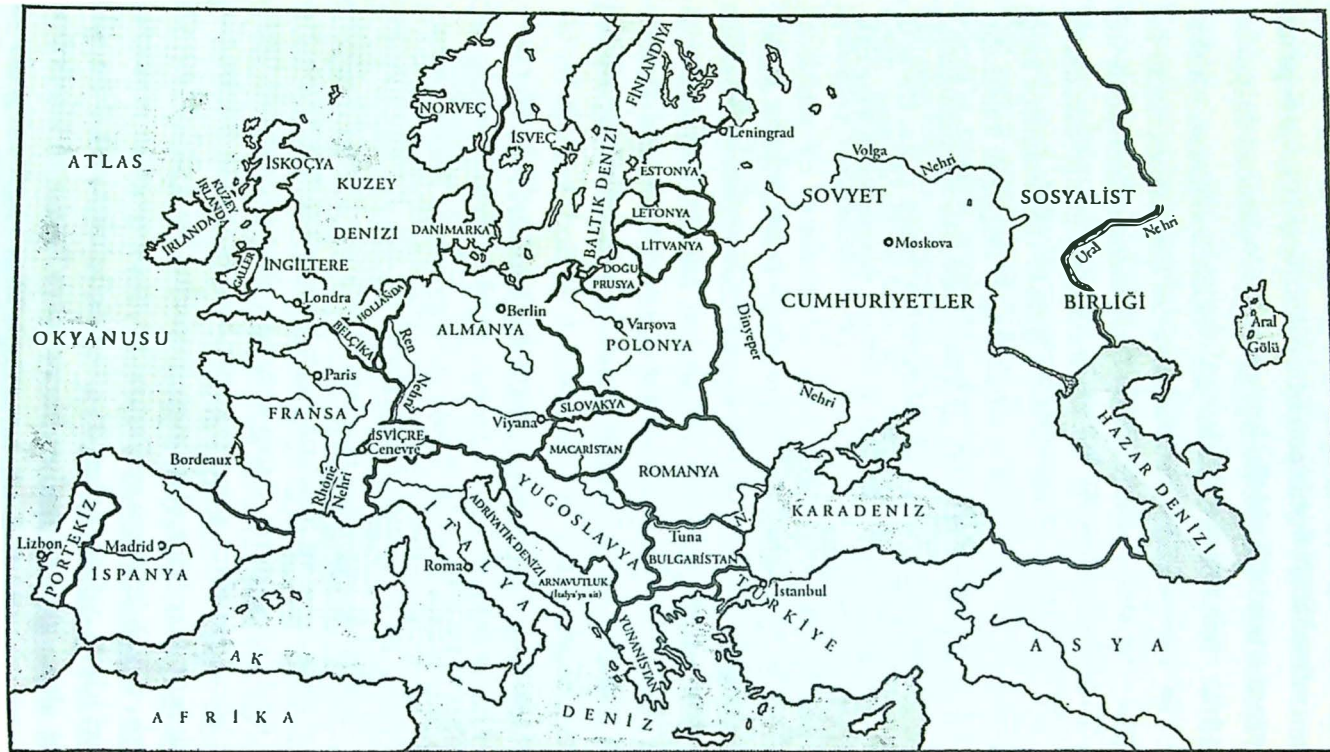 NORVEÇ
İSVEÇ
FİNLANDİYA
Leningrad
ATLAS
OKYANUSU
İSKOÇYA
KUZEY
İRLANDA
İRLANDA
GALLER
İNGİLTERE
Londra
KUZEY
DENİZİ
DANİMARKA
BALTIK DENİZİ
ESTONYA
LETONYA
LİTVANYA
DOĞU
PRUSYA
Volga
Nehri
SOVYET
SOSYALİST
CUMHURİYETLER
BİRLİĞİ
Moskova
Ural
Nehri
Aral
Gölü
HOLLANDA
BELÇİKA
Ren
Nehri
ALMANYA
Berlin
Varşova
POLONYA
Dinyeper
Nehri
Paris
FRANSA
Bordeaux
Rhône
Nehri
İSVİÇRE
Cenevre
Viyana
SLOVAKYA
MACARİSTAN
ROMANYA
YUGOSLAVYA
Tuna
BULGARİSTAN
KARADENİZ
HAZAR DENİZİ
Lizbon
PORTEKİZ
Madrid
İSPANYA
İTALYA
Roma
ADRİYATİK DENİZİ
ARNAVUTLUK
(İtalya'ya ait)
YUNANİSTAN
İstanbul
TÜRKİYE
ASYA
AK
DENİZ
AFRİKA